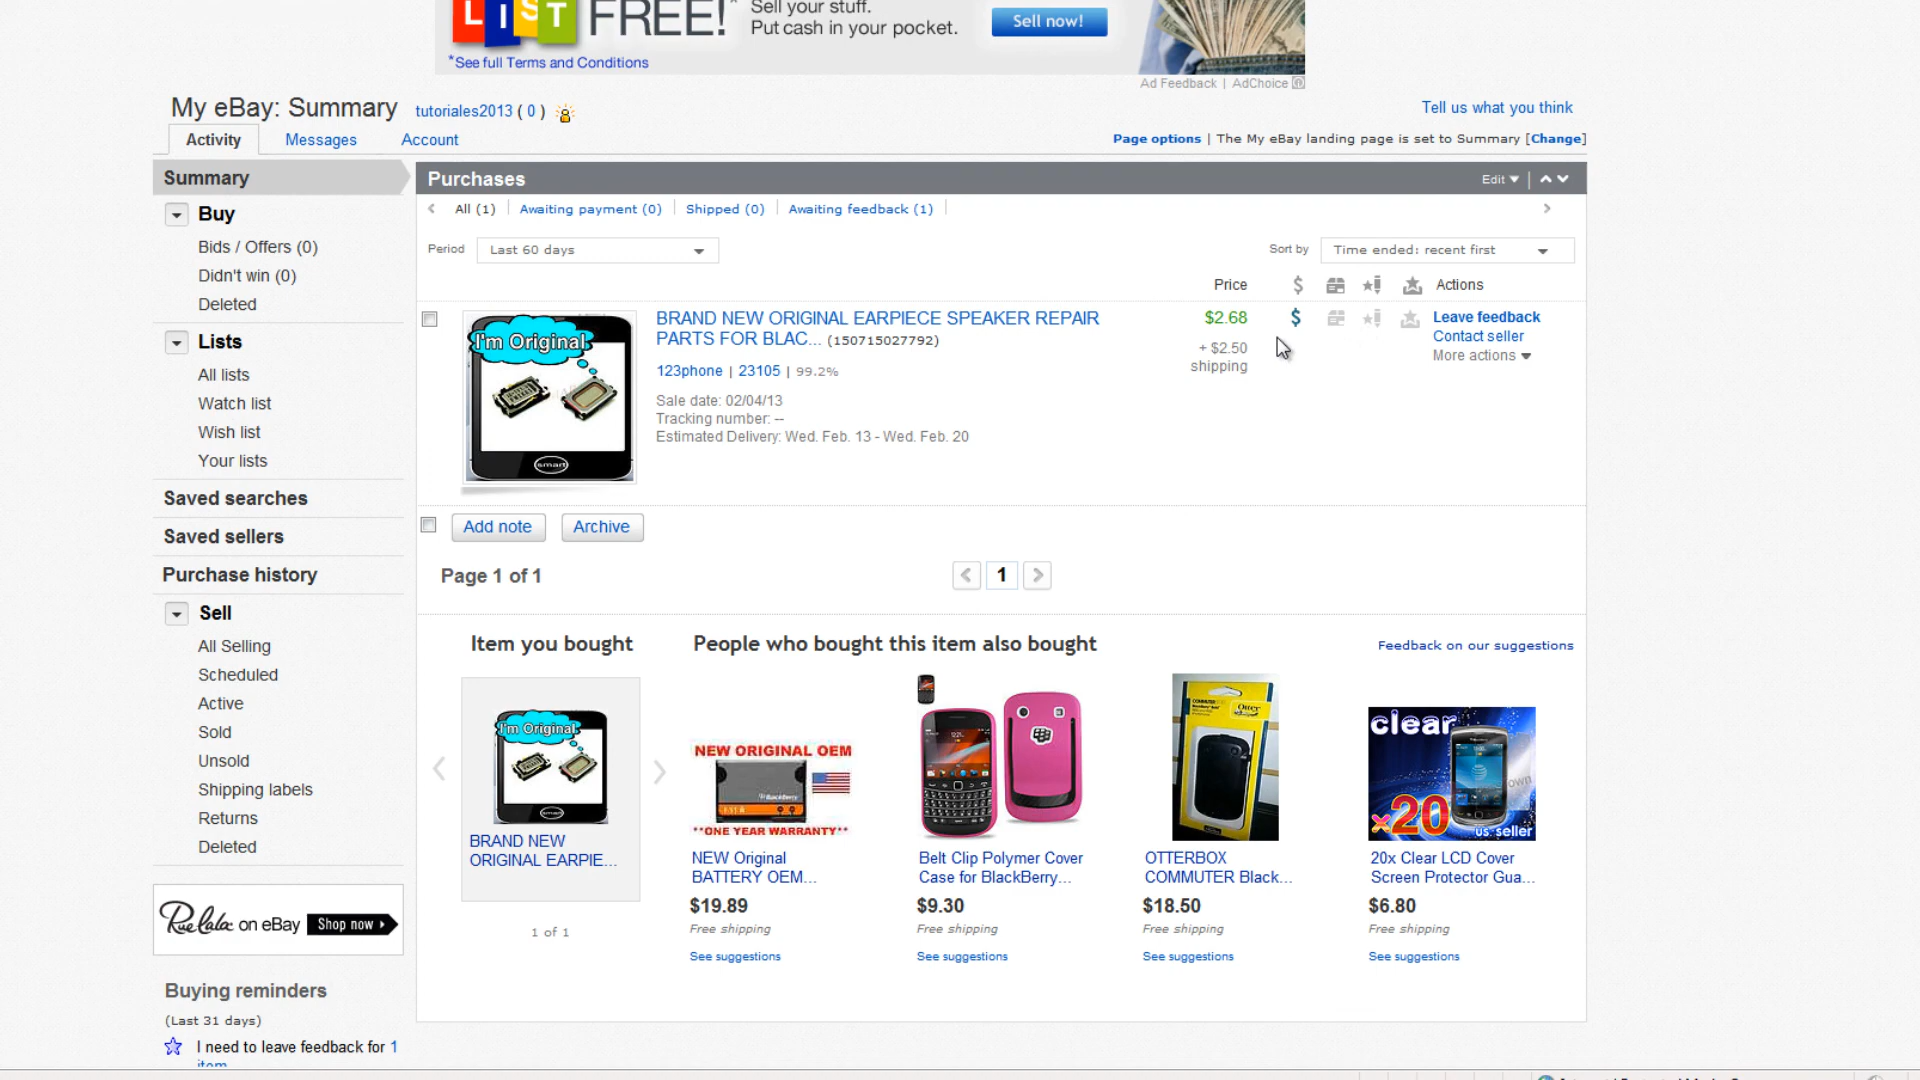 LIST FREE!*
Sell your stuff.
Put cash in your pocket.
Sell now!
*See full Terms and Conditions
Ad Feedback | AdChoice
My eBay: Summary tutoriales2013 ( 0 )
Tell us what you think
Activity Messages Account
Page options | The My eBay landing page is set to Summary [Change]
Summary
Buy
Bids / Offers (0)
Didn't win (0)
Deleted
Lists
All lists
Watch list
Wish list
Your lists
Saved searches
Saved sellers
Purchase history
Sell
All Selling
Scheduled
Active
Sold
Unsold
Shipping labels
Returns
Deleted
Rue La La on eBay Shop now
Buying reminders
(Last 31 days)
I need to leave feedback for 1
item
Purchases Edit
All (1) Awaiting payment (0) Shipped (0) Awaiting feedback (1)
Period Last 60 days Sort by Time ended: recent first
Price $ Actions
I'm Original
smart
BRAND NEW ORIGINAL EARPIECE SPEAKER REPAIR
PARTS FOR BLAC... (150715027792)
123phone | 23105 | 99.2%
Sale date: 02/04/13
Tracking number: --
Estimated Delivery: Wed. Feb. 13 - Wed. Feb. 20
$2.68
+ $2.50
shipping
$
Leave feedback
Contact seller
More actions
Add note Archive
Page 1 of 1
1
Item you bought
I'm Original
smart
BRAND NEW
ORIGINAL EARPIE...
1 of 1
People who bought this item also bought
Feedback on our suggestions
NEW ORIGINAL OEM
BlackBerry
**ONE YEAR WARRANTY**
NEW Original
BATTERY OEM...
$19.89
Free shipping
See suggestions
Belt Clip Polymer Cover
Case for BlackBerry...
$9.30
Free shipping
See suggestions
Otter
OTTERBOX
COMMUTER Black...
$18.50
Free shipping
See suggestions
clear
x20
us. seller
20x Clear LCD Cover
Screen Protector Gua...
$6.80
Free shipping
See suggestions